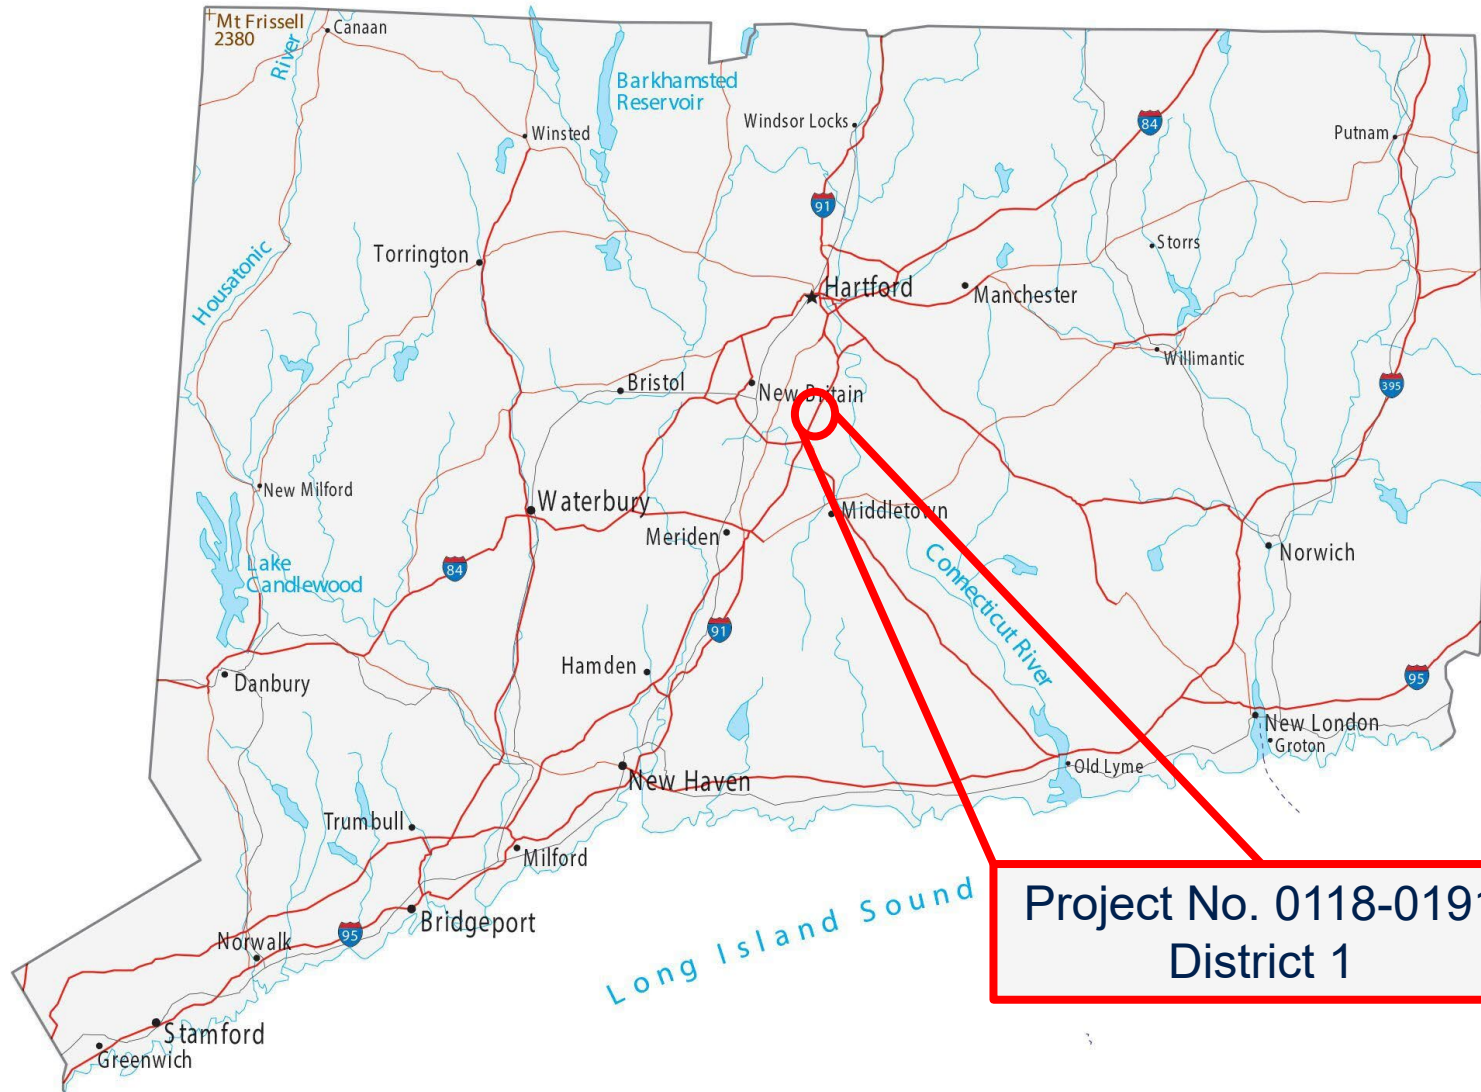 Mt Frissell
2380
Canaan
River
Barkhamsted
Reservoir
Winsted
Windsor Locks
84
Putnam
91
Storrs
Torrington
Housatonic
Hartford
Manchester
Willimantic
Bristol
New Britain
395
New Milford
Waterbury
Middletown
Meriden
Norwich
Lake
Candlewood
84
Connecticut River
91
Hamden
Danbury
95
New London
Groton
Old Lyme
New Haven
Trumbull
Milford
Bridgeport
95
Norwalk
Long Island Sound
Project No. 0118-0191
District 1
Stamford
Greenwich